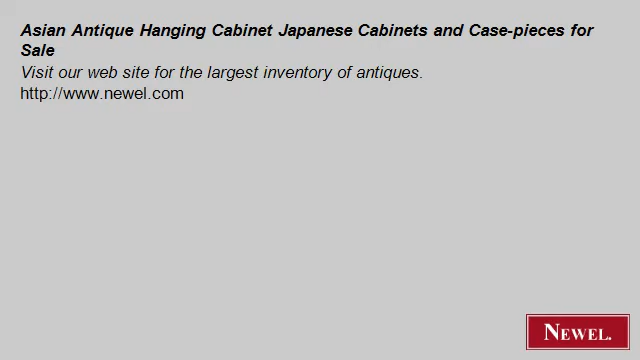 Asian Antique Hanging Cabinet Japanese Cabinets and Case-pieces for
Sale
Visit our web site for the largest inventory of antiques.
http://www.newel.com
NEWEL.